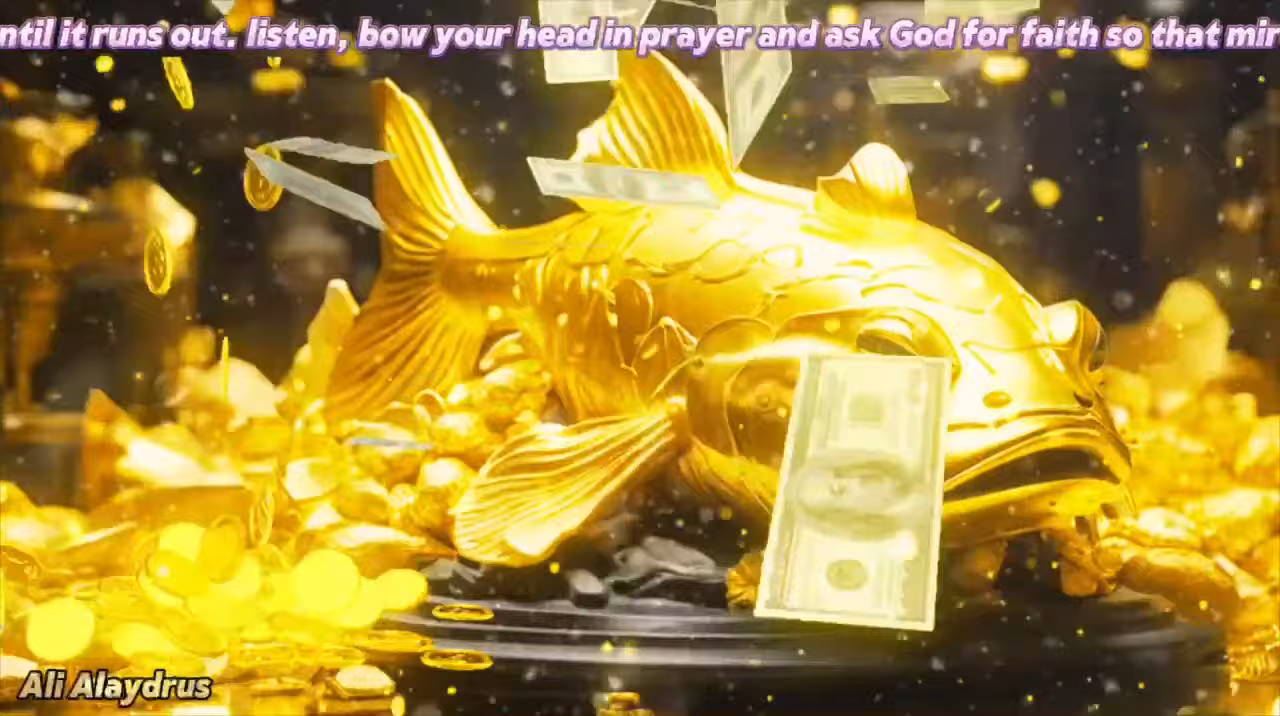 ntil it runs out. listen, bow your head in prayer and ask God for faith so that mir
Ali Alaydrus